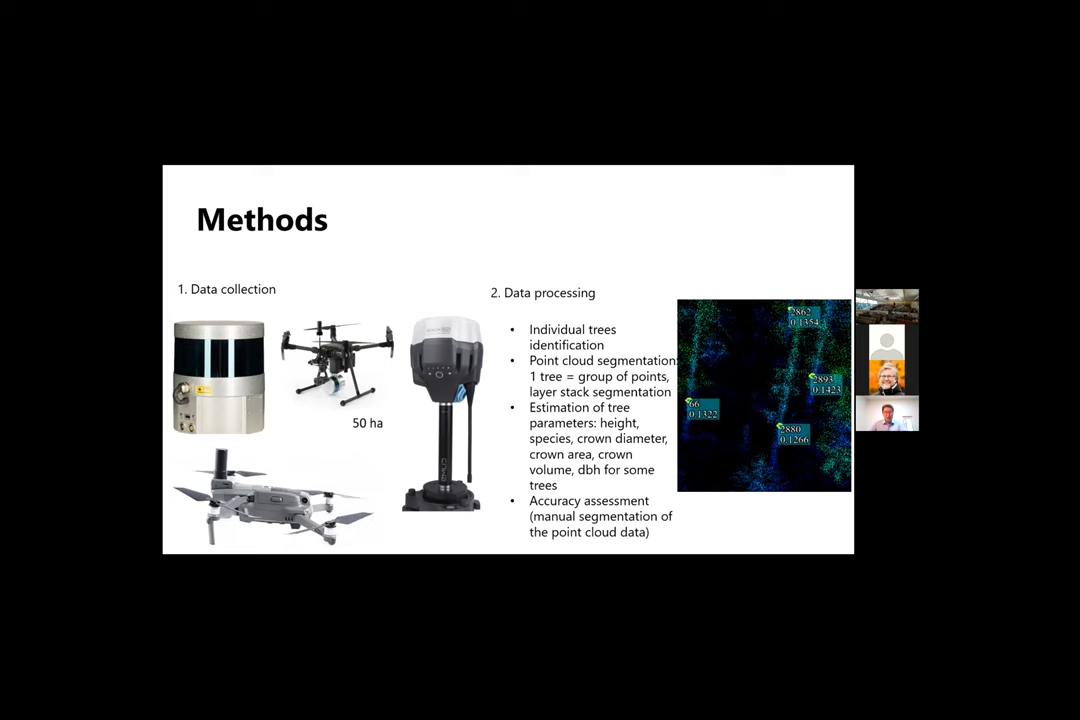 Methods
1. Data collection
50 ha
2. Data processing
• Individual trees
identification
• Point cloud segmentation:
1 tree = group of points,
layer stack segmentation
• Estimation of tree
parameters: height,
species, crown diameter,
crown area, crown
volume, dbh for some
trees
• Accuracy assessment
(manual segmentation of
the point cloud data)
2862
0.1354
2893
0.1423
66
0.1322
2880
0.1266